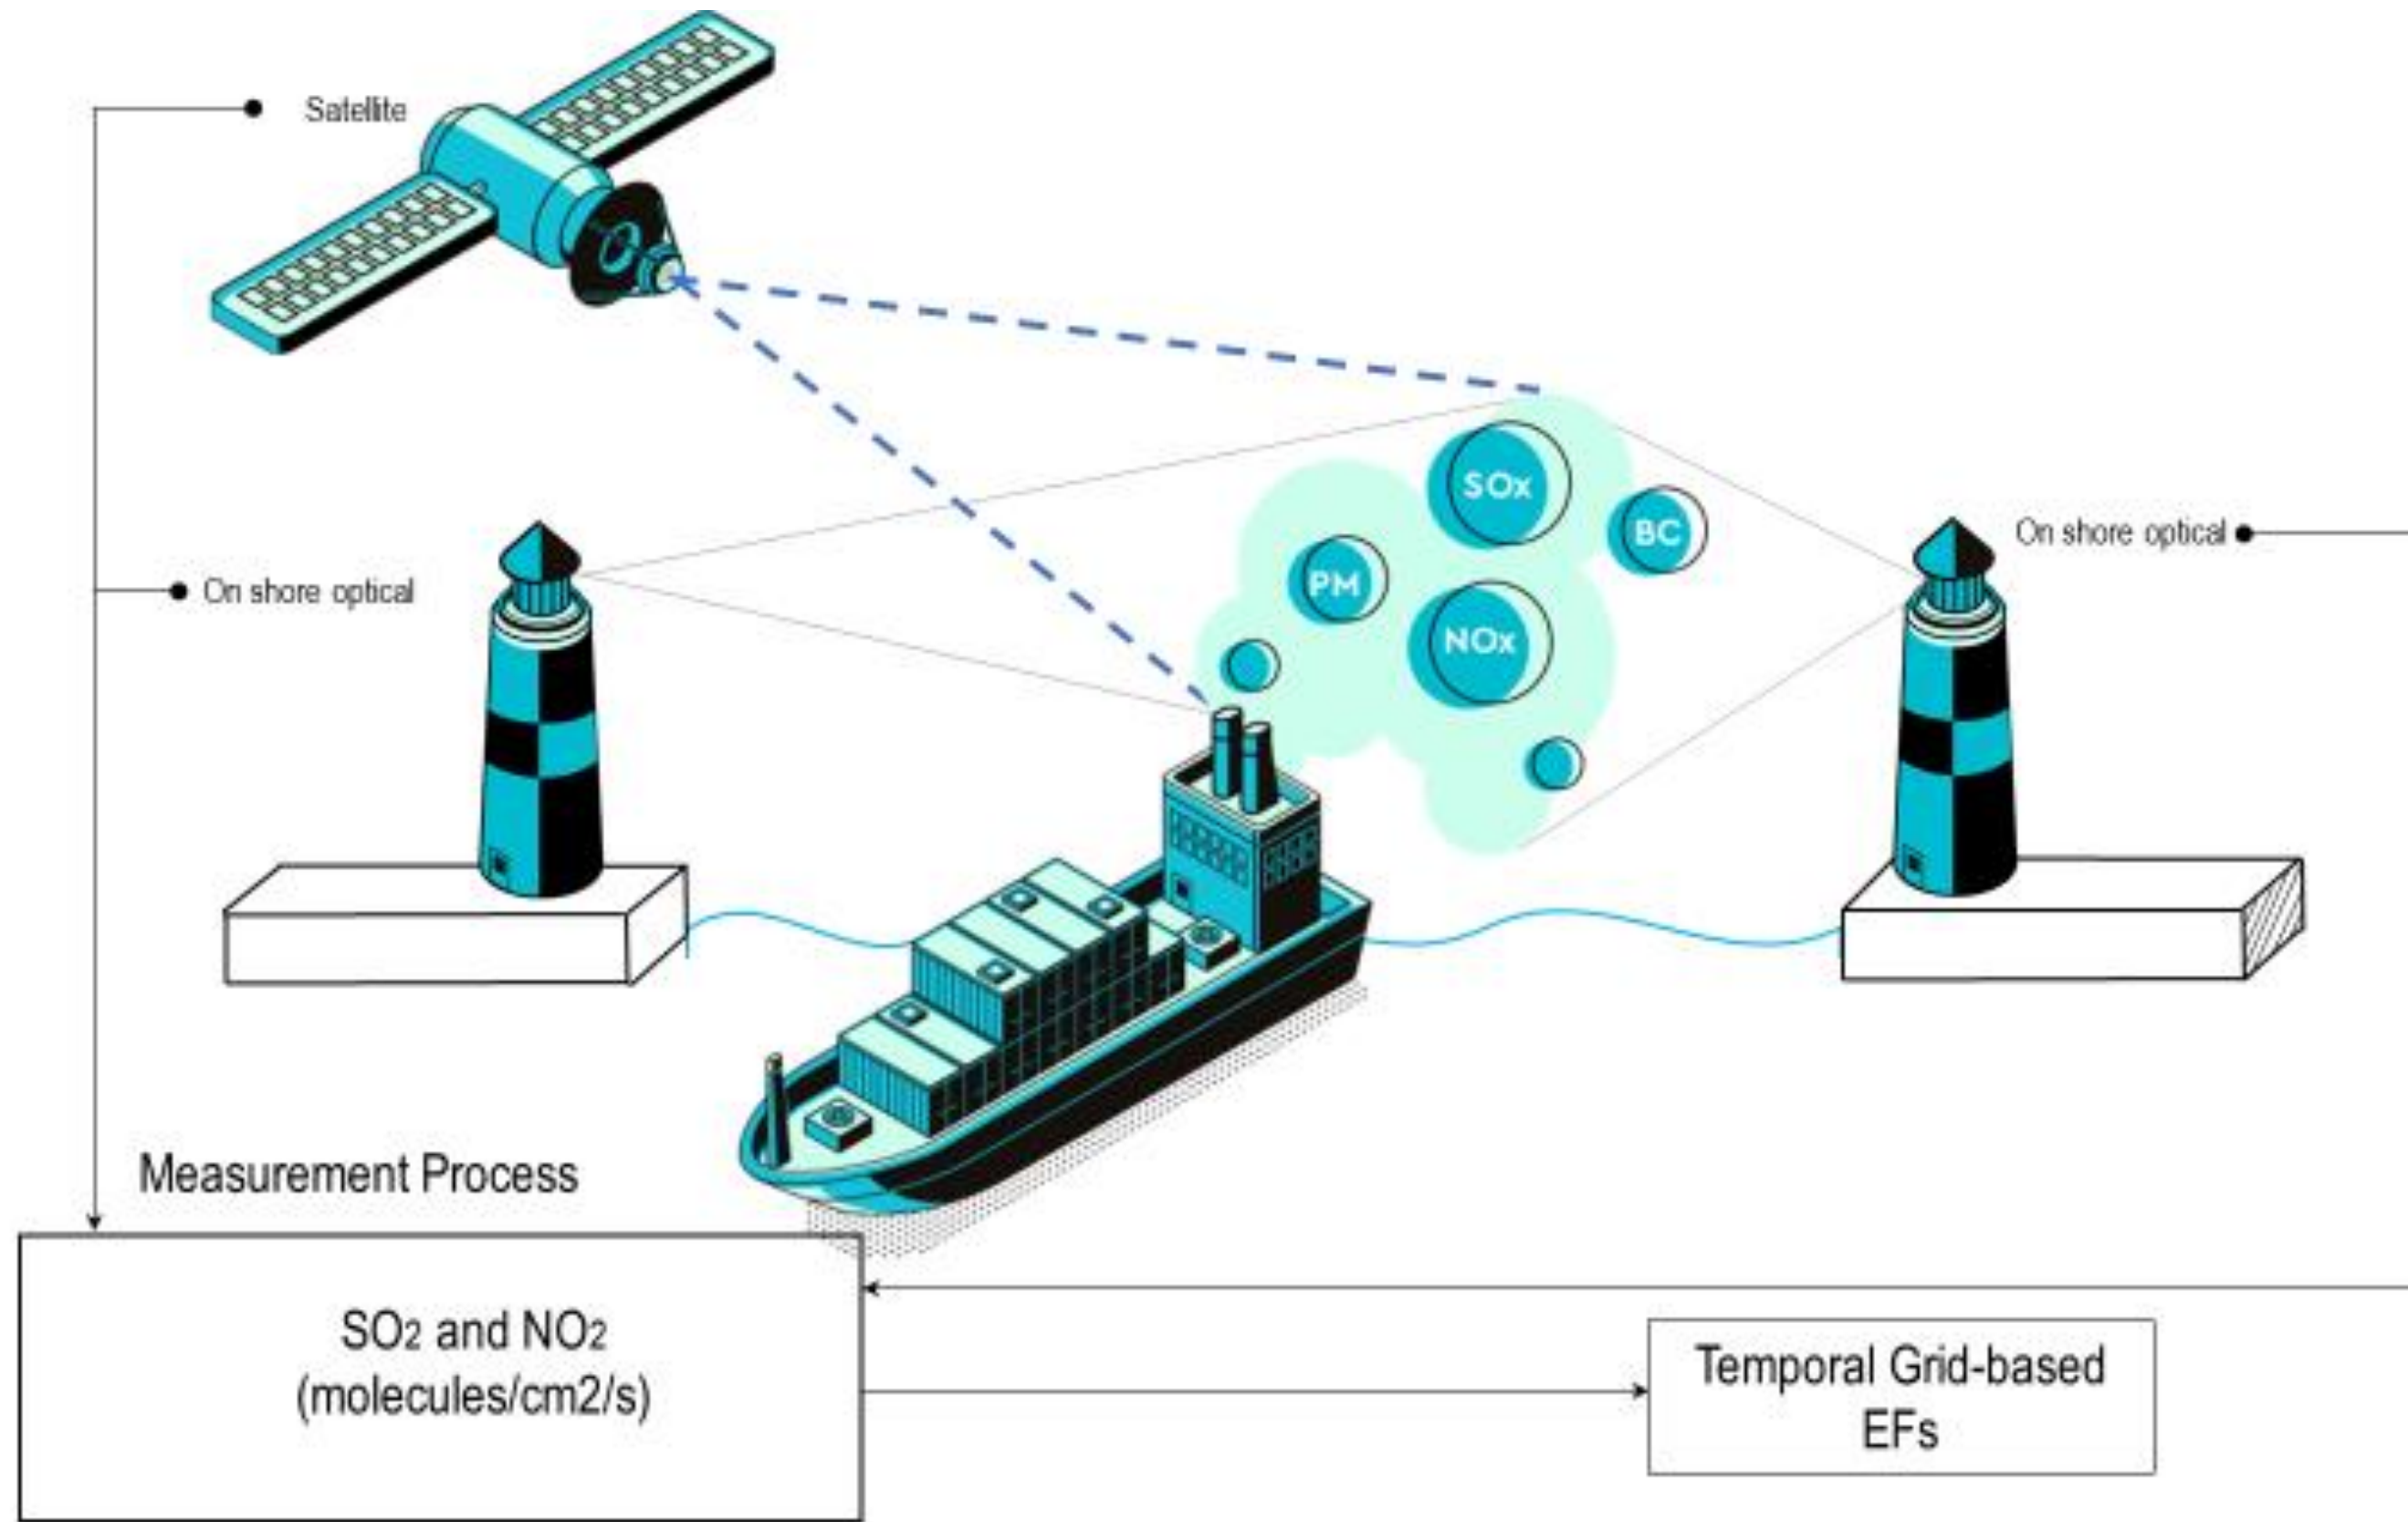 Satellite
SOx
BC
On shore optical
PM
On shore optical
NOx
Measurement Process
SO2 and NO2
(molecules/cm2/s)
Temporal Grid-based
EFs